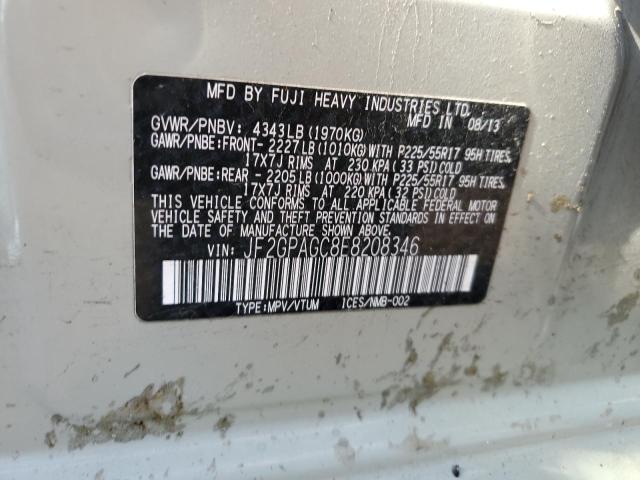 MFD BY FUJI HEAVY INDUSTRIES LTD.
MFD IN 08/13
GVWR/PNBV: 4343LB(1970KG)
GAWR/PNBE:FRONT- 2227LB(1010KG)WITH P225/55R17 95H TIRES,
17X7J RIMS AT 230 KPA(33 PSI)COLD
GAWR/PNBE:REAR - 2205LB(1000KG)WITH P225/55R17 95H TIRES,
17X7J RIMS AT 220 KPA(32 PSI)COLD
THIS VEHICLE CONFORMS TO ALL APPLICABLE FEDERAL MOTOR
VEHICLE SAFETY AND THEFT PREVENTION STANDARDS IN EFFECT ON
THE DATE OF MANUFACTURE SHOWN ABOVE.
VIN: JF2GPAGC8E8208346
TYPE:MPV/VTUM ICES/NMB-002